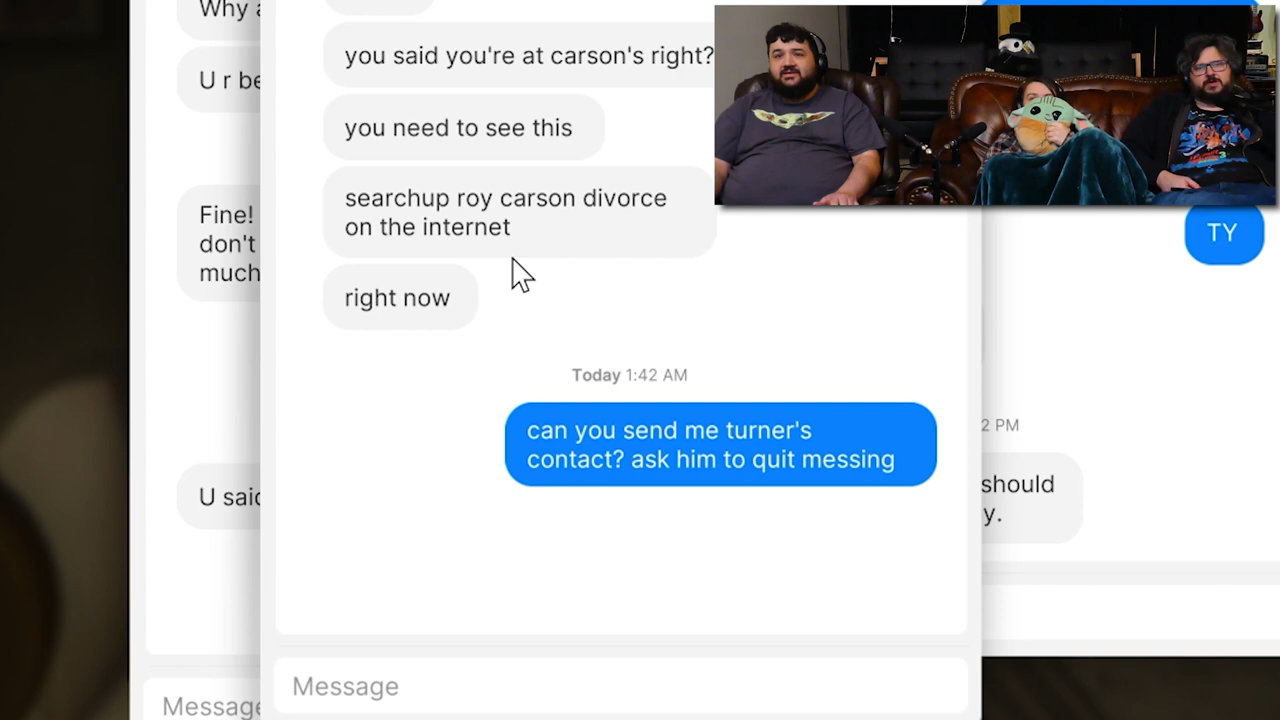 Why
U r be
Fine!
don't
much
U said
Message
you said you're at carson's right?
you need to see this
searchup roy carson divorce
on the internet
right now
Today 1:42 AM
can you send me turner's
contact? ask him to quit messing
Message
TY
2 PM
should
y.